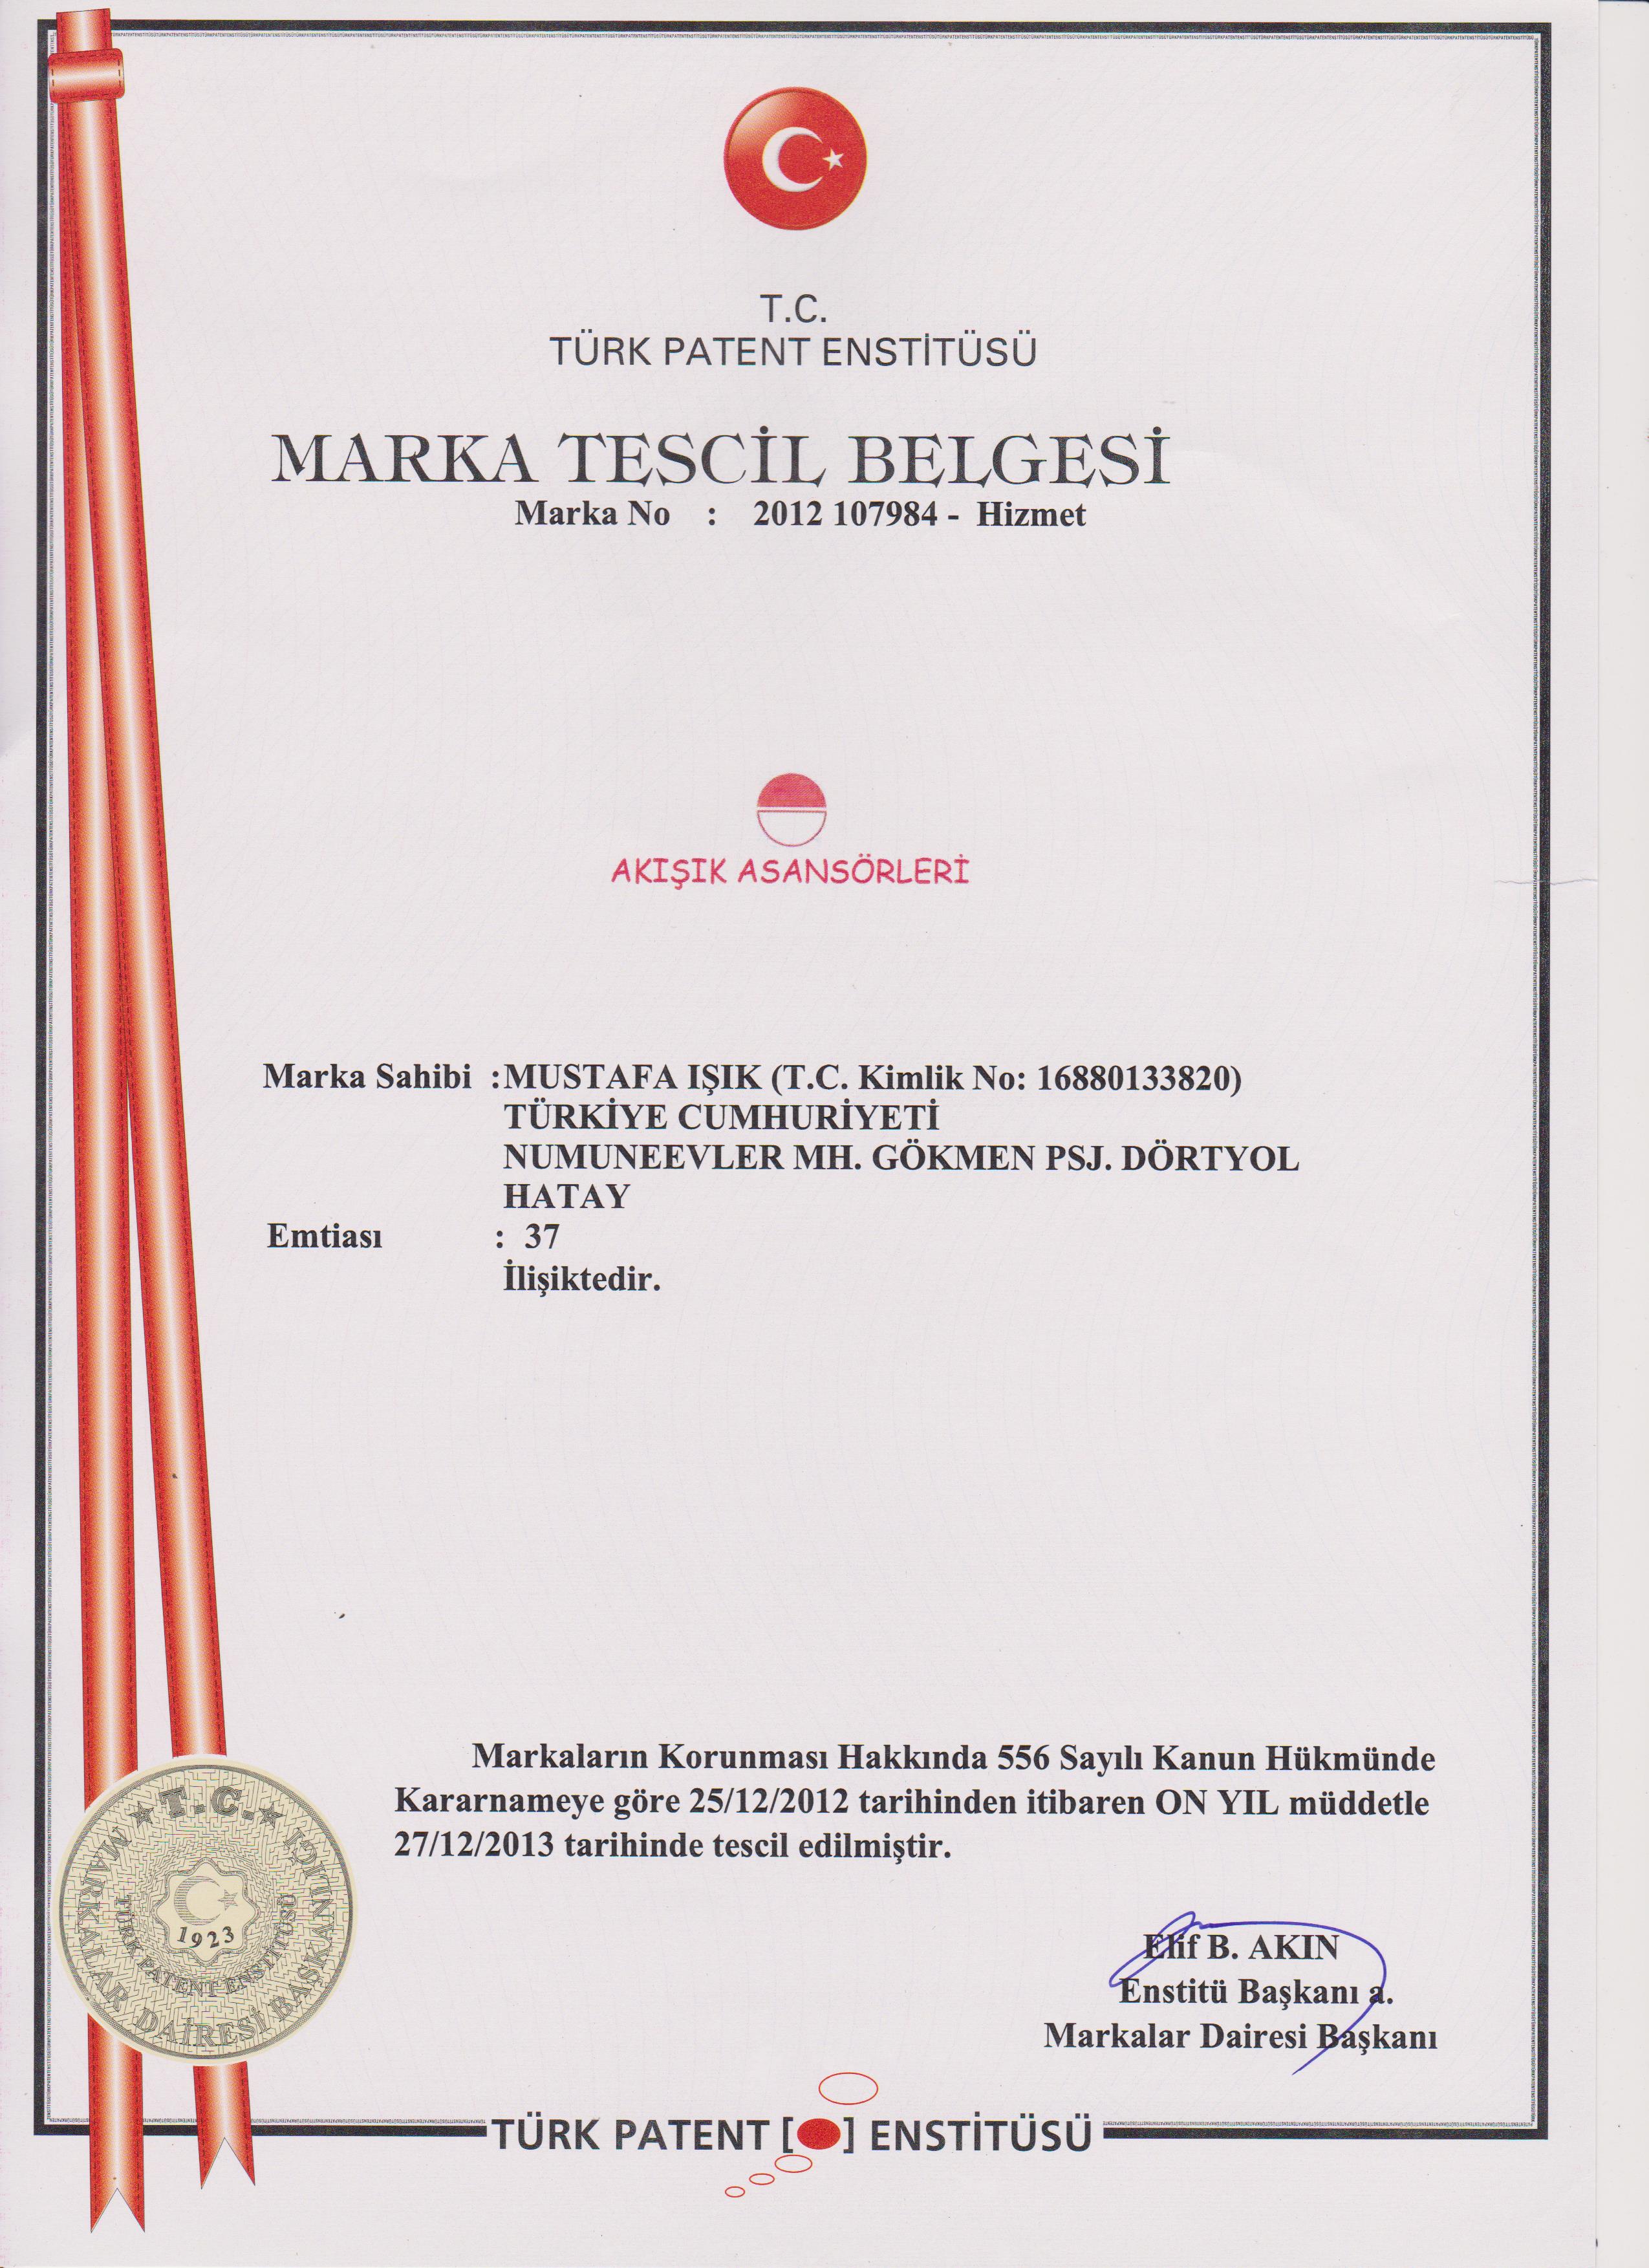 T.C.
TÜRK PATENT ENSTİTÜSÜ
MARKA TESCİL BELGESİ
Marka No : 2012 107984 - Hizmet
AKIŞIK ASANSÖRLERİ
Marka Sahibi :MUSTAFA IŞIK (T.C. Kimlik No: 16880133820)
TÜRKİYE CUMHURİYETİ
NUMUNEEVLER MH. GÖKMEN PSJ. DÖRTYOL
HATAY
Emtiası : 37
İlişiktedir.
Markaların Korunması Hakkında 556 Sayılı Kanun Hükmünde
Kararnameye göre 25/12/2012 tarihinden itibaren ON YIL müddetle
27/12/2013 tarihinde tescil edilmiştir.
T.C.
MARKALAR DAİRESİ BAŞKANLIĞI
TÜRK PATENT ENSTİTÜSÜ
1923
Elif B. AKIN
Enstitü Başkanı a.
Markalar Dairesi Başkanı
TÜRK PATENT [ ] ENSTİTÜSÜ